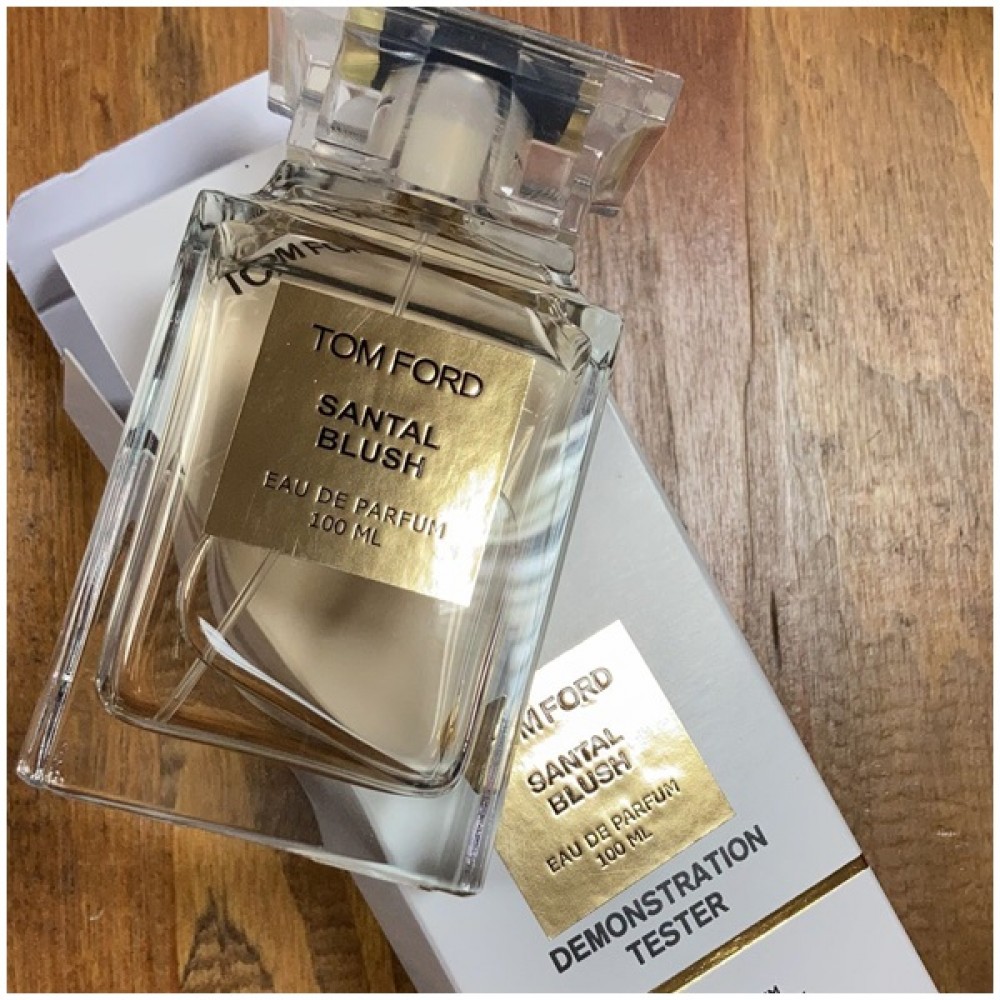 TOM FORD
TOM FORD
SANTAL
BLUSH
EAU DE PARFUM
100 ML
M FORD
SANTAL
BLUSH
EAU DE PARFUM
100 ML
DEMONSTRATION
TESTER